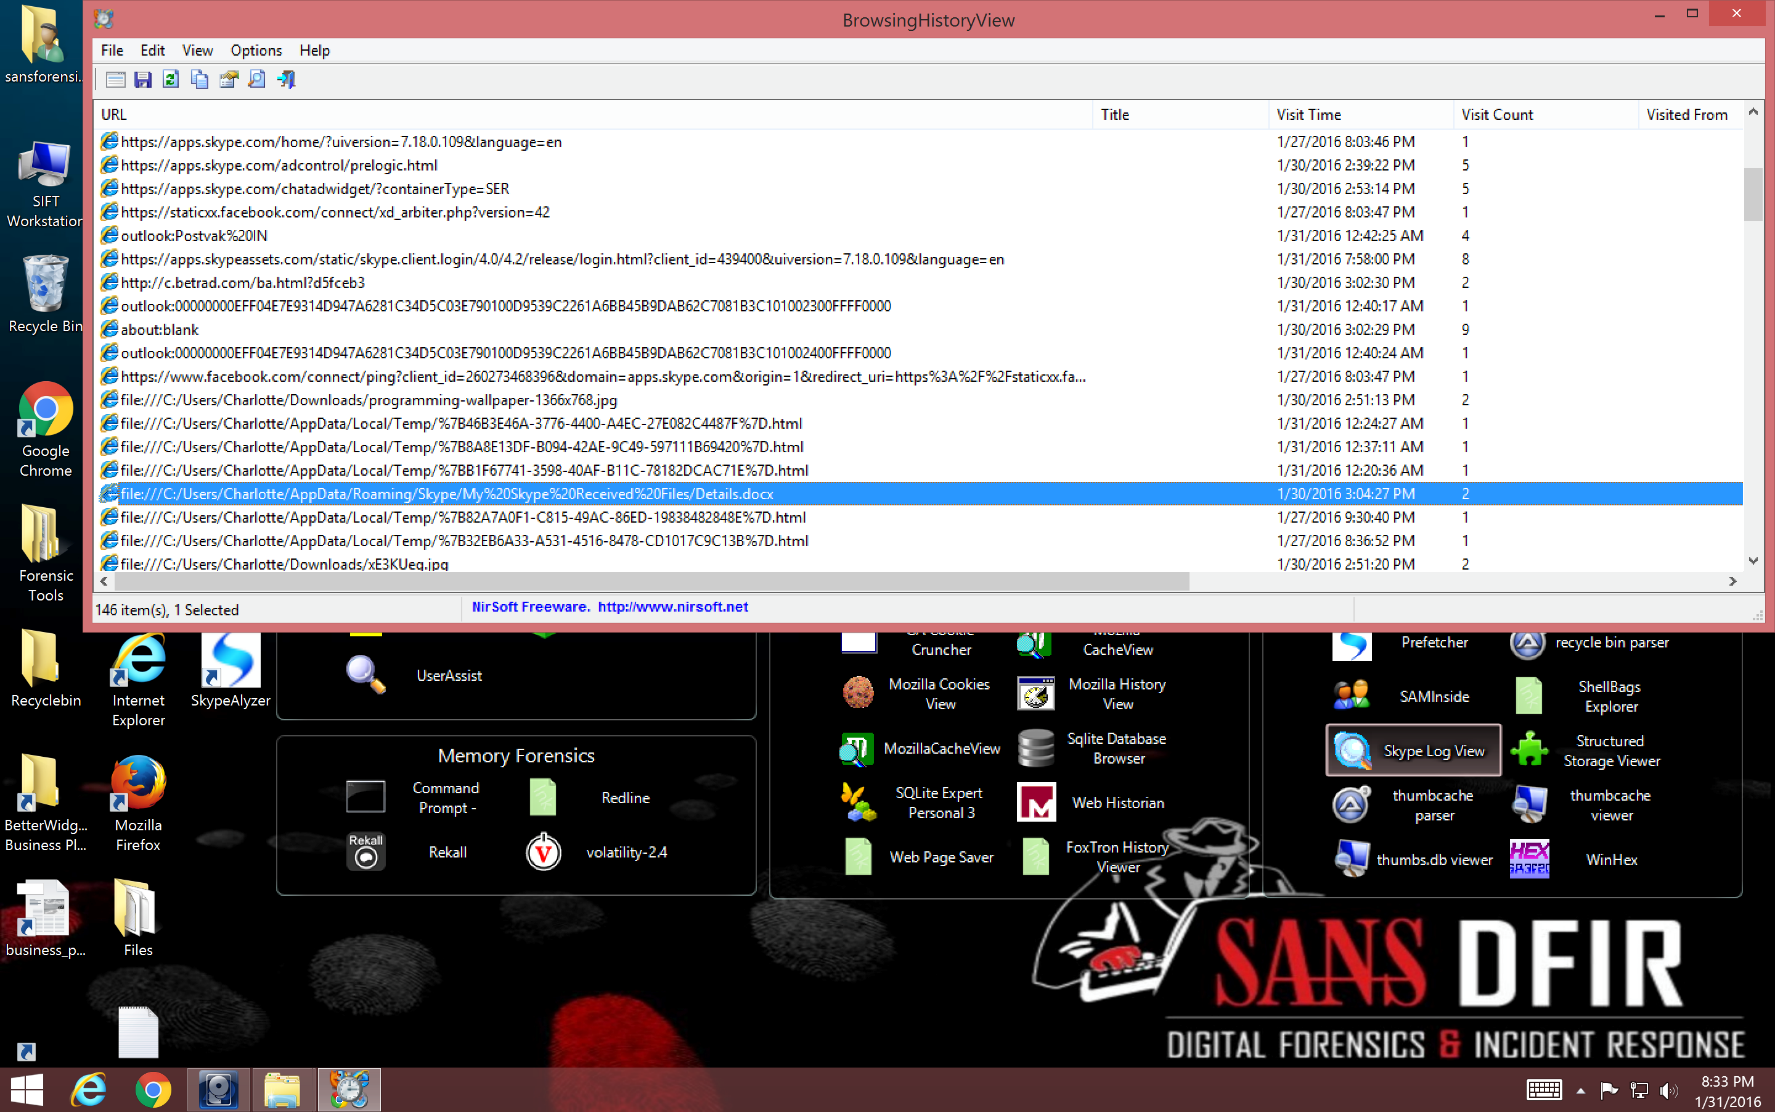 BrowsingHistoryView
File Edit View Options Help
URL Title Visit Time Visit Count Visited From
https://apps.skype.com/home/?uiversion=7.18.0.109&language=en 1/27/2016 8:03:46 PM 1
https://apps.skype.com/adcontrol/prelogic.html 1/30/2016 2:39:22 PM 5
https://apps.skype.com/chatadwidget/?containerType=SER 1/30/2016 2:53:14 PM 5
https://staticxx.facebook.com/connect/xd_arbiter.php?version=42 1/27/2016 8:03:47 PM 1
outlook:Postvak%20IN 1/31/2016 12:42:25 AM 4
https://apps.skypeassets.com/static/skype.client.login/4.0/4.2/release/login.html?client_id=439400&uiversion=7.18.0.109&language=en 1/31/2016 7:58:00 PM 8
http://c.betrad.com/ba.html?d5fceb3 1/30/2016 3:02:30 PM 2
outlook:00000000EFF04E7E9314D947A6281C34D5C03E790100D9539C2261A6BB45B9DAB62C7081B3C101002300FFFF0000 1/31/2016 12:40:17 AM 1
about:blank 1/30/2016 3:02:29 PM 9
outlook:00000000EFF04E7E9314D947A6281C34D5C03E790100D9539C2261A6BB45B9DAB62C7081B3C101002400FFFF0000 1/31/2016 12:40:24 AM 1
https://www.facebook.com/connect/ping?client_id=260273468396&domain=apps.skype.com&origin=1&redirect_uri=https%3A%2F%2Fstaticxx.fa... 1/27/2016 8:03:47 PM 1
file:///C:/Users/Charlotte/Downloads/programming-wallpaper-1366x768.jpg 1/30/2016 2:51:13 PM 2
file:///C:/Users/Charlotte/AppData/Local/Temp/%7B46B3E46A-3776-4400-A4EC-27E082C4487F%7D.html 1/31/2016 12:24:27 AM 1
file:///C:/Users/Charlotte/AppData/Local/Temp/%7B8A8E13DF-B094-42AE-9C49-597111B69420%7D.html 1/31/2016 12:37:11 AM 1
file:///C:/Users/Charlotte/AppData/Local/Temp/%7BB1F67741-3598-40AF-B11C-78182DCAC71E%7D.html 1/31/2016 12:20:36 AM 1
file:///C:/Users/Charlotte/AppData/Roaming/Skype/My%20Skype%20Received%20Files/Details.docx 1/30/2016 3:04:27 PM 2
file:///C:/Users/Charlotte/AppData/Local/Temp/%7B82A7A0F1-C815-49AC-86ED-19838482848E%7D.html 1/27/2016 9:30:40 PM 1
file:///C:/Users/Charlotte/AppData/Local/Temp/%7B32EB6A33-A531-4516-8478-CD1017C9C13B%7D.html 1/27/2016 8:36:52 PM 1
file:///C:/Users/Charlotte/Downloads/xE3KUeq.jpg 1/30/2016 2:51:20 PM 2
146 item(s), 1 Selected NirSoft Freeware. http://www.nirsoft.net
sansforensi...
SIFT
Workstation
Recycle Bin
Google
Chrome
Forensic
Tools
Recyclebin
Internet
Explorer
SkypeAlyzer
BetterWidg...
Business Pl...
Mozilla
Firefox
business_p...
Files
UserAssist
Memory Forensics
Command
Prompt -
Redline
Rekall
Rekall
volatility-2.4
Cruncher
Mozilla
CacheView
Mozilla Cookies
View
Mozilla History
View
MozillaCacheView
Sqlite Database
Browser
SQLite Expert
Personal 3
Web Historian
Web Page Saver
FoxTron History
Viewer
Prefetcher
recycle bin parser
SAMInside
ShellBags
Explorer
Skype Log View
Structured
Storage Viewer
thumbcache
parser
thumbcache
viewer
thumbs.db viewer
HEX
WinHex
SANS DFIR
DIGITAL FORENSICS & INCIDENT RESPONSE
8:33 PM
1/31/2016